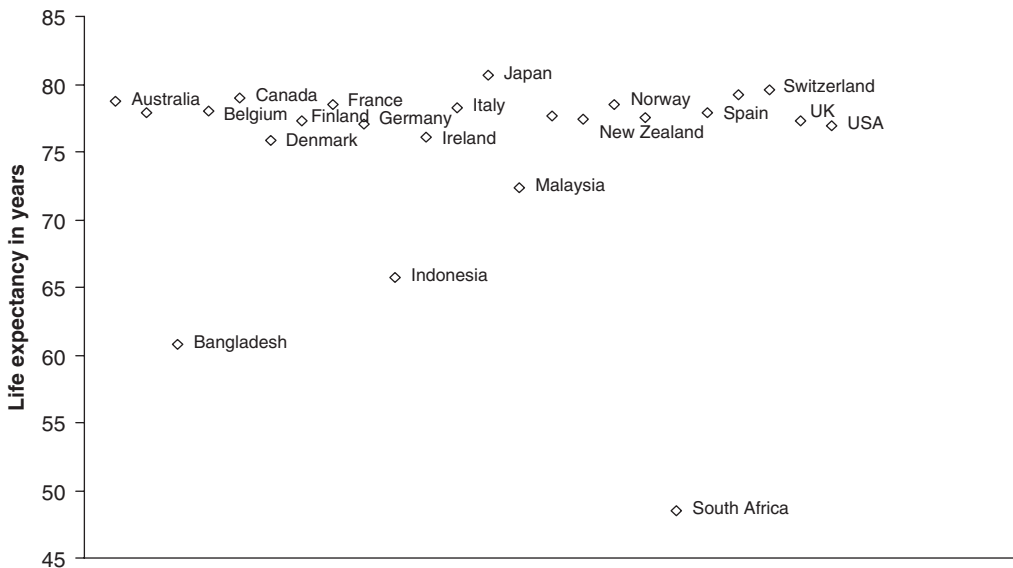 85
80
75
70
65
60
55
50
45
Life expectancy in years
Japan
Switzerland
Canada
Australia
France
Norway
Italy
UK
Belgium
Finland
Germany
Spain
USA
New Zealand
Denmark
Ireland
Malaysia
Indonesia
Bangladesh
South Africa